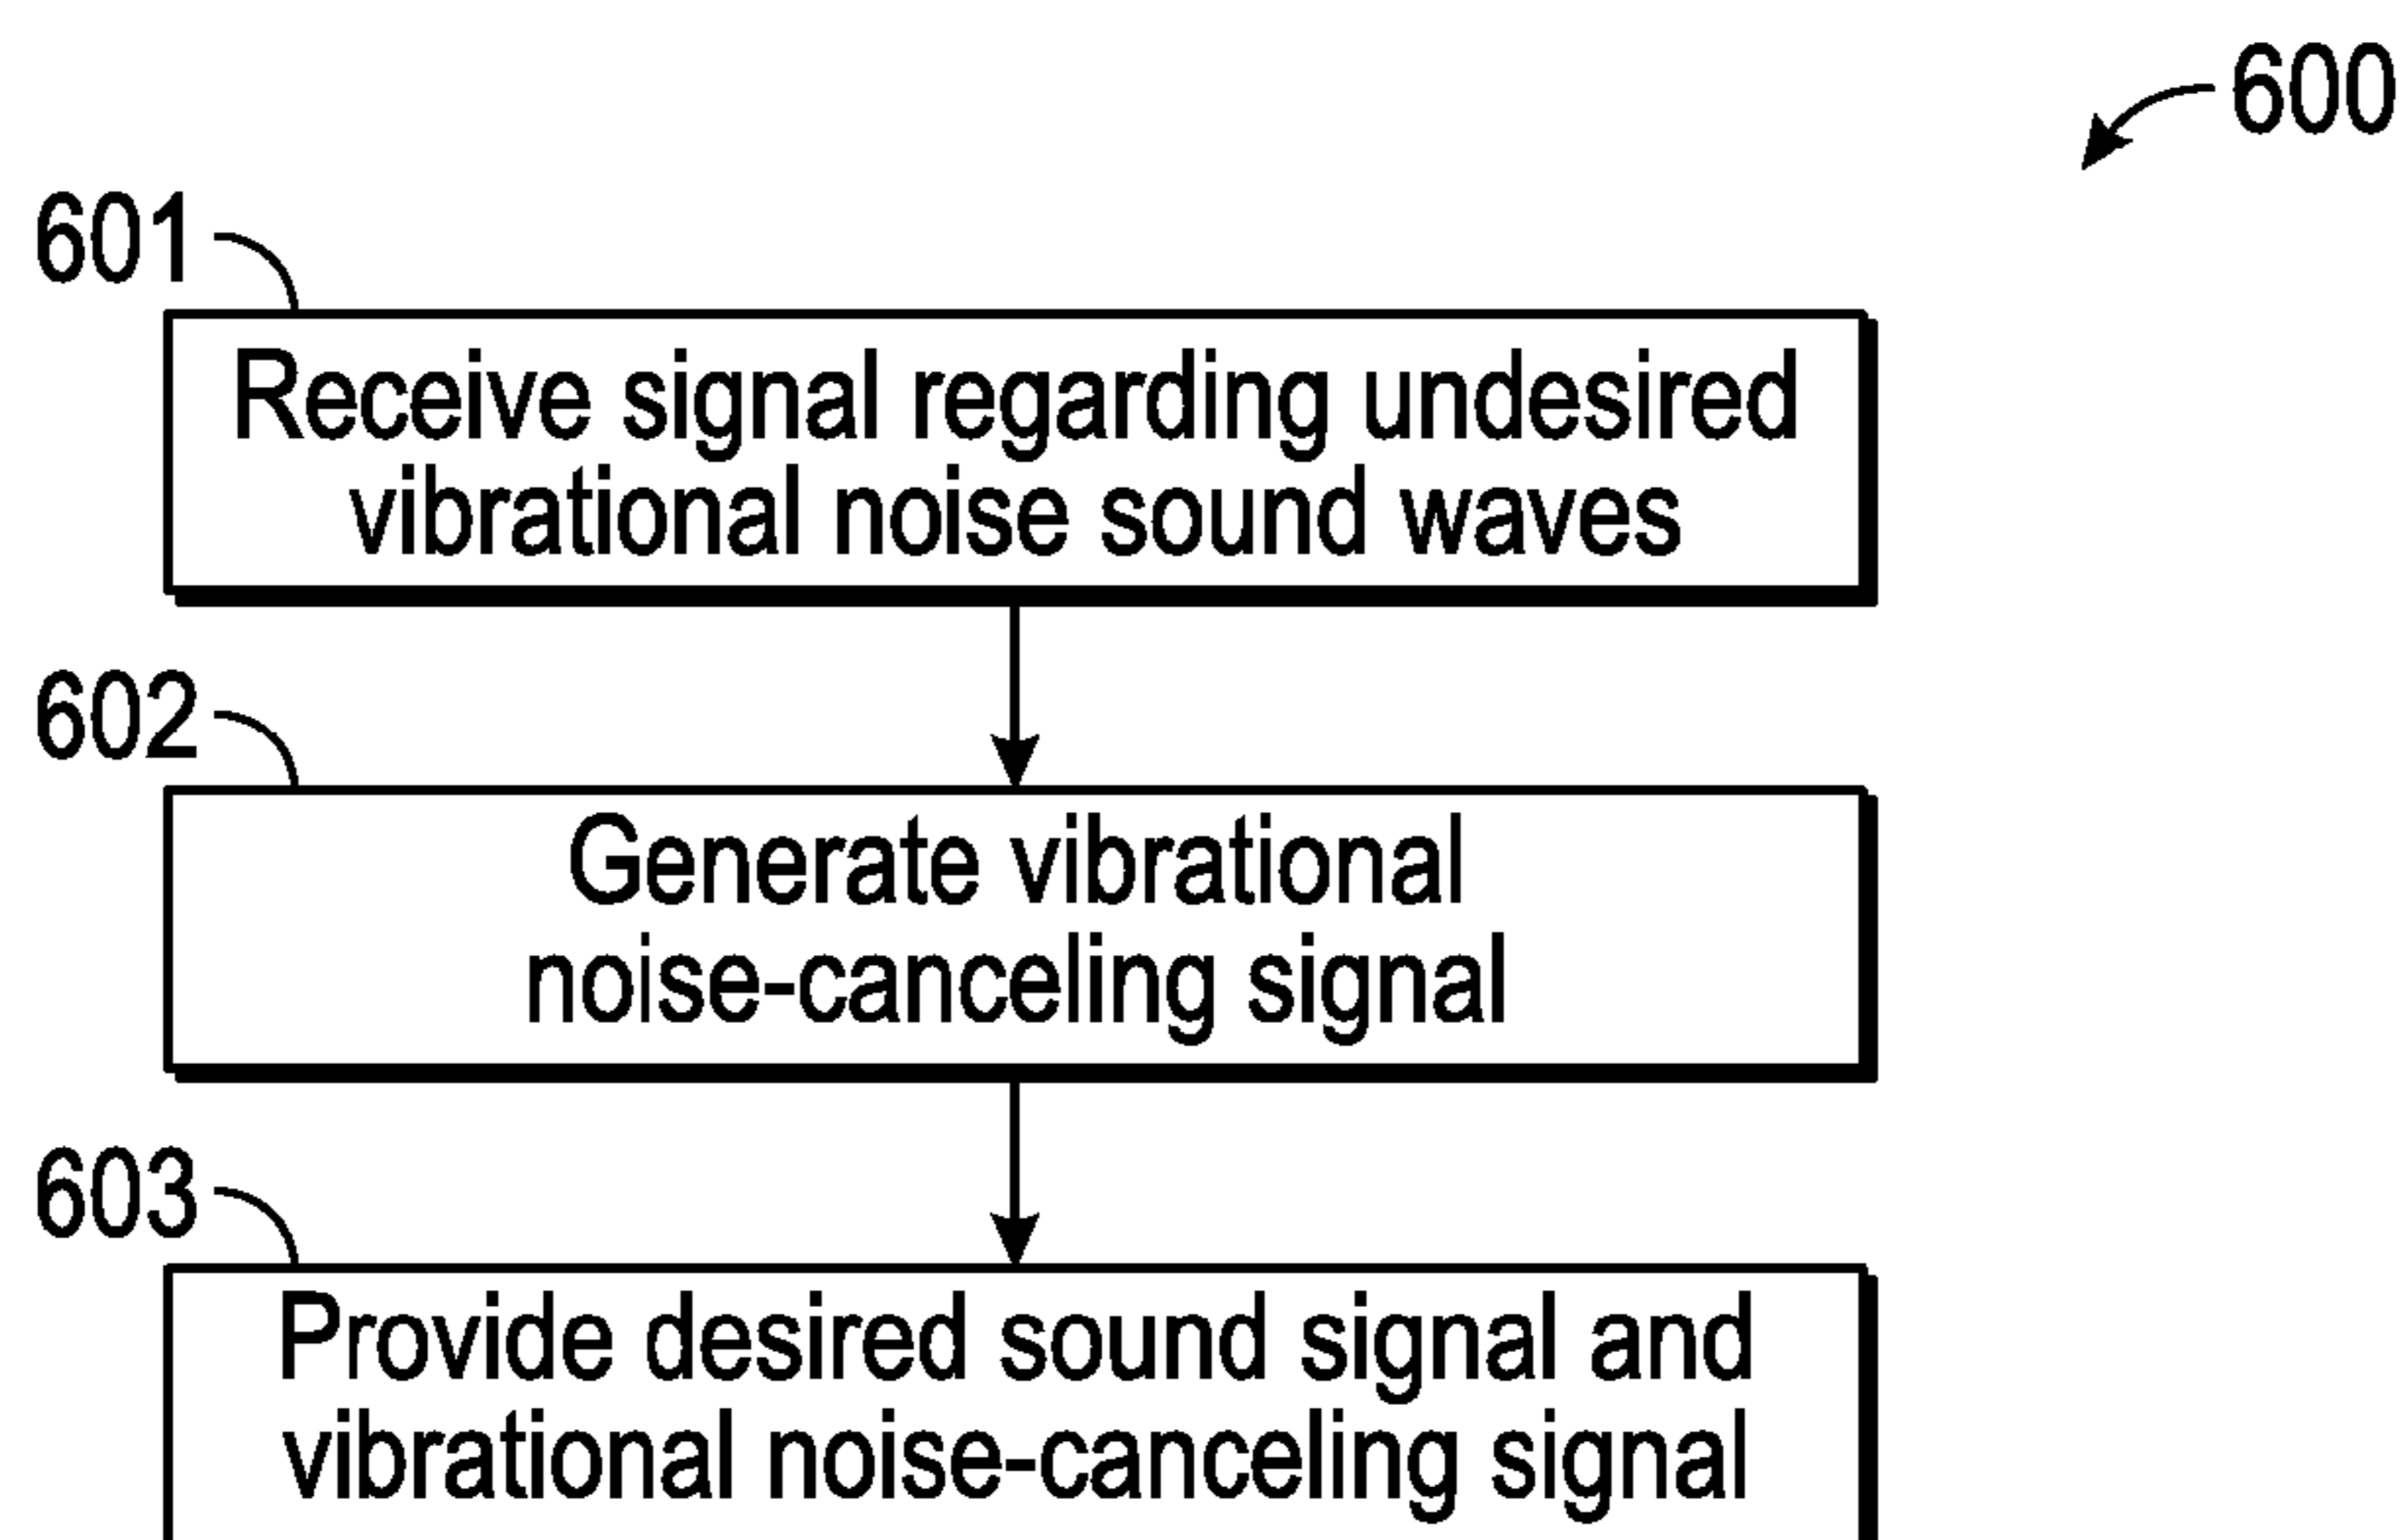 600
601
Receive signal regarding undesired
vibrational noise sound waves
602
Generate vibrational
noise-canceling signal
603
Provide desired sound signal and
vibrational noise-canceling signal